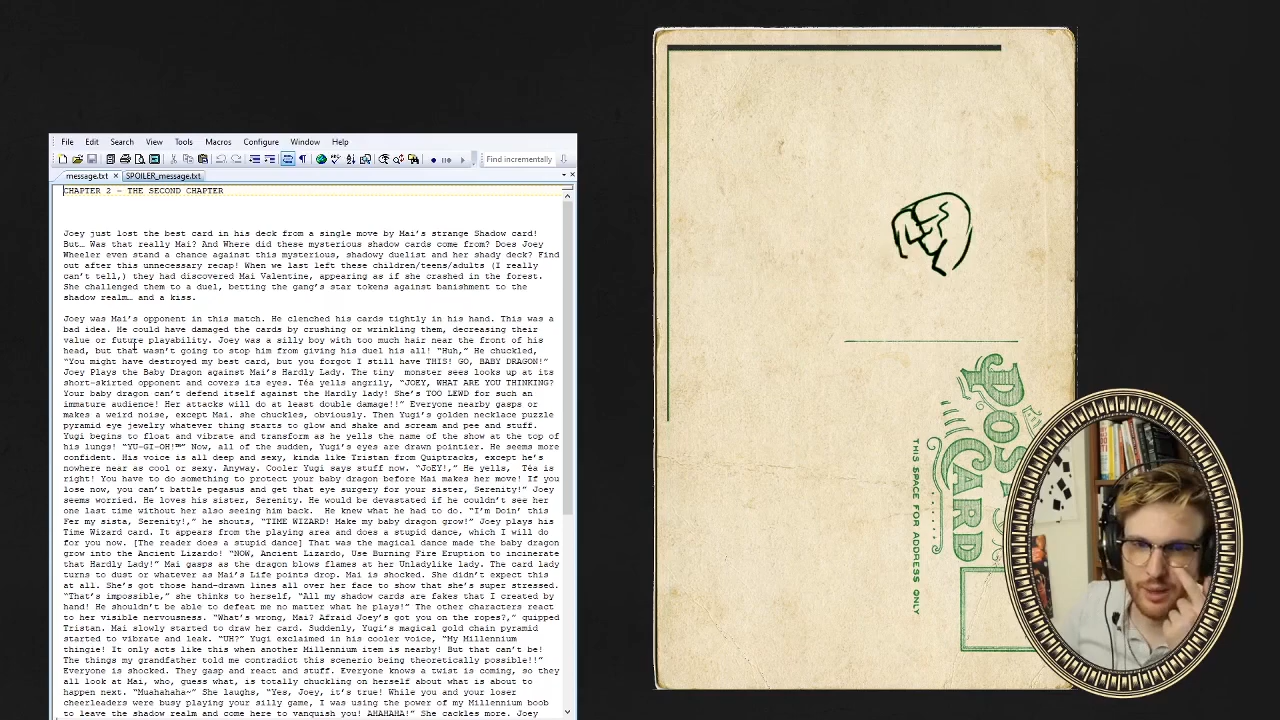 File Edit Search View Tools Macros Configure Window Help
Find incrementally
message.txt SPOILER_message.txt
CHAPTER 2 – THE SECOND CHAPTER
Joey just lost the best card in his deck from a single move by Mai's strange Shadow card!
But… Was that really Mai? And Where did these mysterious shadow cards come from? Does Joey
Wheeler even stand a chance against this mysterious, shadowy duelist and her shady deck? Find
out after this unnecessary recap! When we last left these children/teens/adults (I really
can't tell,) they had discovered Mai Valentine, appearing as if she crashed in the forest.
She challenged them to a duel, betting the gang's star tokens against banishment to the
shadow realm… and a kiss.
Joey was Mai's opponent in this match. He clenched his cards tightly in his hand. This was a
bad idea. He could have damaged the cards by crushing or wrinkling them, decreasing their
value or future playability. Joey was a silly boy with too much hair near the front of his
head, but that wasn't going to stop him from giving his duel his all! "Huh," He chuckled,
"You might have destroyed my best card, but you forgot I still have THIS! GO, BABY DRAGON!"
Joey Plays the Baby Dragon against Mai's Hardly Lady. The tiny  monster sees looks up at its
short-skirted opponent and covers its eyes. Téa yells angrily, "JOEY, WHAT ARE YOU THINKING?
Your baby dragon can't defend itself against the Hardly Lady! She's TOO LEWD for such an
immature audience! Her attacks will do at least double damage!!" Everyone nearby gasps or
makes a weird noise, except Mai. she chuckles, obviously. Then Yugi's golden necklace puzzle
pyramid eye jewelry whatever thing starts to glow and shake and scream and pee and stuff.
Yugi begins to float and vibrate and transform as he yells the name of the show at the top of
his lungs! "YU-GI-OH!™" Now, all of the sudden, Yugi's eyes are drawn pointier. He seems more
confident. His voice is all deep and sexy, kinda like Tristan from Quiptracks, except he's
nowhere near as cool or sexy. Anyway. Cooler Yugi says stuff now. "JoEY!," He yells,  Téa is
right! You have to do something to protect your baby dragon before Mai makes her move! If you
lose now, you can't battle pegasus and get that eye surgery for your sister, Serenity!" Joey
seems worried. He loves his sister, Serenity. He would be devastated if he couldn't see her
one last time without her also seeing him back.  He knew what he had to do. "I'm Doin' this
Fer my sista, Serenity!," he shouts, "TIME WIZARD! Make my baby dragon grow!" Joey plays his
Time Wizard card. It appears from the playing area and does a stupid dance, which I will do
for you now. [The reader does a stupid dance] That was the magical dance made the baby dragon
grow into the Ancient Lizardo! "NOW, Ancient Lizardo, Use Burning Fire Eruption to incinerate
that Hardly Lady!" Mai gasps as the dragon blows flames at her Unladylike lady. The card lady
turns to dust or whatever as Mai's Life points drop. Mai is shocked. She didn't expect this
at all. She's got those hand-drawn lines all over her face to show that she's super stressed.
"That's impossible," she thinks to herself, "All my shadow cards are fakes that I created by
hand! He shouldn't be able to defeat me no matter what he plays!" The other characters react
to her visible nervousness. "What's wrong, Mai? Afraid Joey's got you on the ropes?," quipped
Tristan. Mai slowly started to draw her card. Suddenly, Yugi's magical gold chain pyramid
started to vibrate and leak. "UH?" Yugi exclaimed in his cooler voice, "My Millennium
thingie! It only acts like this when another Millennium item is nearby! But that can't be!
The things my grandfather told me contradict this scenerio being theoretically possible!!"
Everyone is shocked. They gasp and react and stuff. Everyone knows a twist is coming, so they
all look at Mai who, guess what, is totally chuckling on herself about what is about to
happen next. "Muahahaha~" She laughs, "Yes, Joey, it's true! While you and your loser
cheerleaders were busy playing your silly game, I was using the power of my Millennium boob
to leave the shadow realm and come here to vanquish you! AHAHAHA!" She cackles more. Joey
CARD
THIS SPACE FOR ADDRESS ONLY